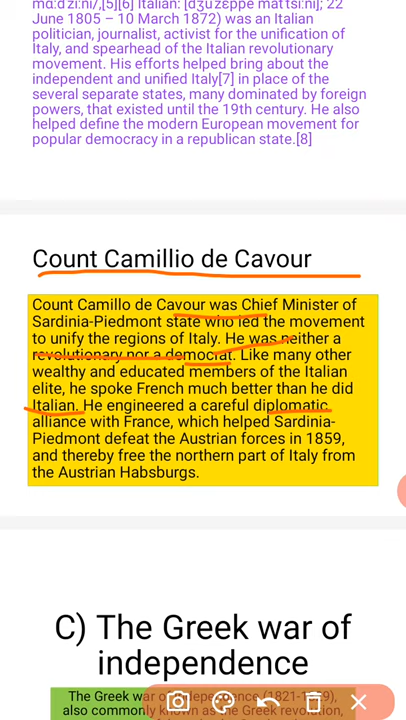 mɑːdˈziːni/,[5][6] Italian: [dʒuˈzɛppe matˈtsiːni]; 22
June 1805 – 10 March 1872) was an Italian
politician, journalist, activist for the unification of
Italy, and spearhead of the Italian revolutionary
movement. His efforts helped bring about the
independent and unified Italy[7] in place of the
several separate states, many dominated by foreign
powers, that existed until the 19th century. He also
helped define the modern European movement for
popular democracy in a republican state.[8]
Count Camillio de Cavour
Count Camillo de Cavour was Chief Minister of
Sardinia-Piedmont state who led the movement
to unify the regions of Italy. He was neither a
revolutionary nor a democrat. Like many other
wealthy and educated members of the Italian
elite, he spoke French much better than he did
Italian. He engineered a careful diplomatic
alliance with France, which helped Sardinia-
Piedmont defeat the Austrian forces in 1859,
and thereby free the northern part of Italy from
the Austrian Habsburgs.
C) The Greek war of
independence
The Greek war of independence (1821-1829),
also commonly known as the Greek revolution,